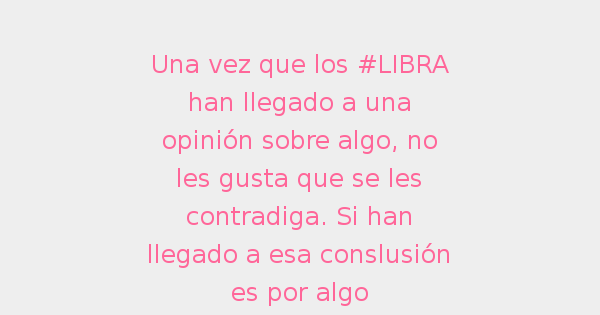 Una vez que los #LIBRA
han llegado a una
opinión sobre algo, no
les gusta que se les
contradiga. Si han
llegado a esa conslusión
es por algo